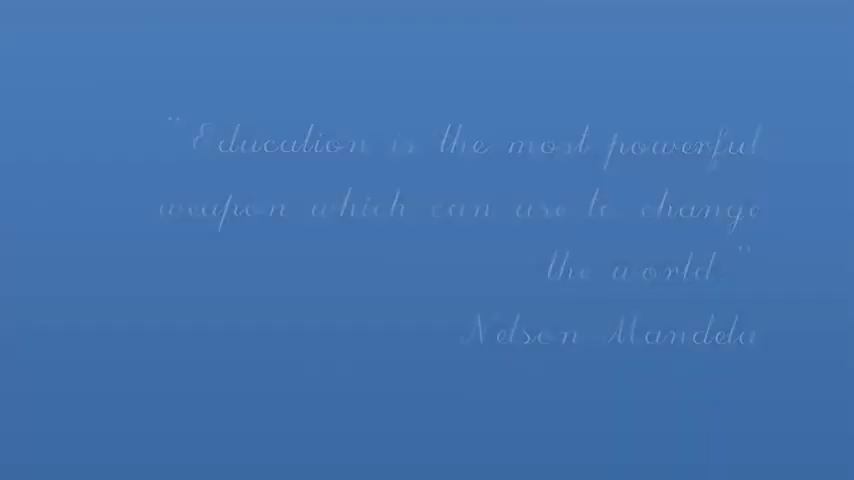 "Education is the most powerful
weapon which can use to change
the world."
Nelson Mandela